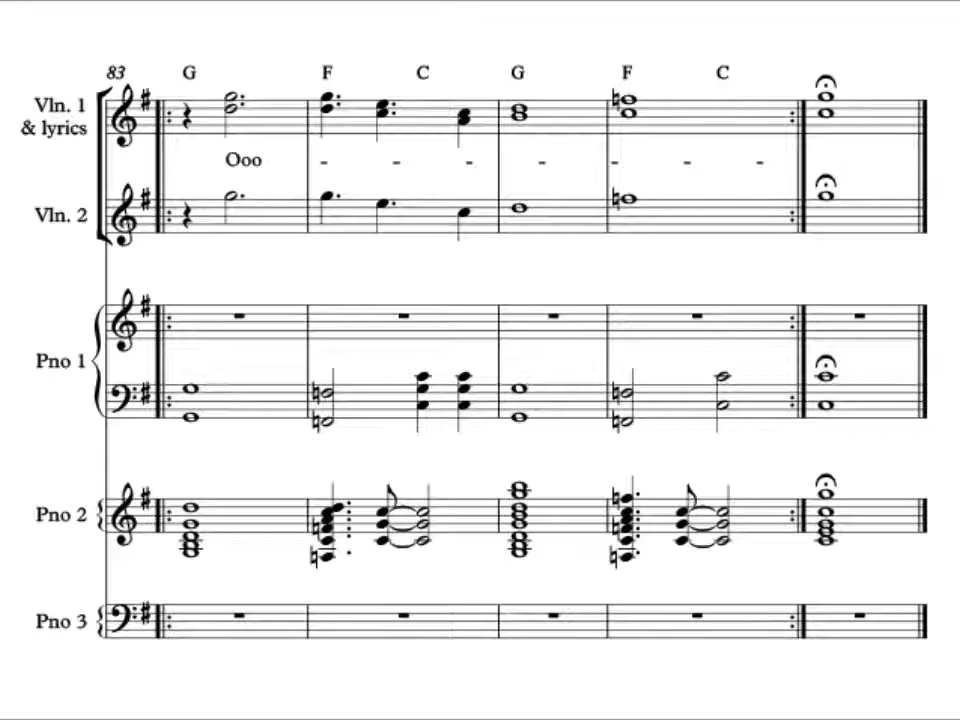 83 G F C G F C
Vln. 1
& lyrics
Ooo - - - - - - -
Vln. 2
Pno 1
Pno 2
Pno 3